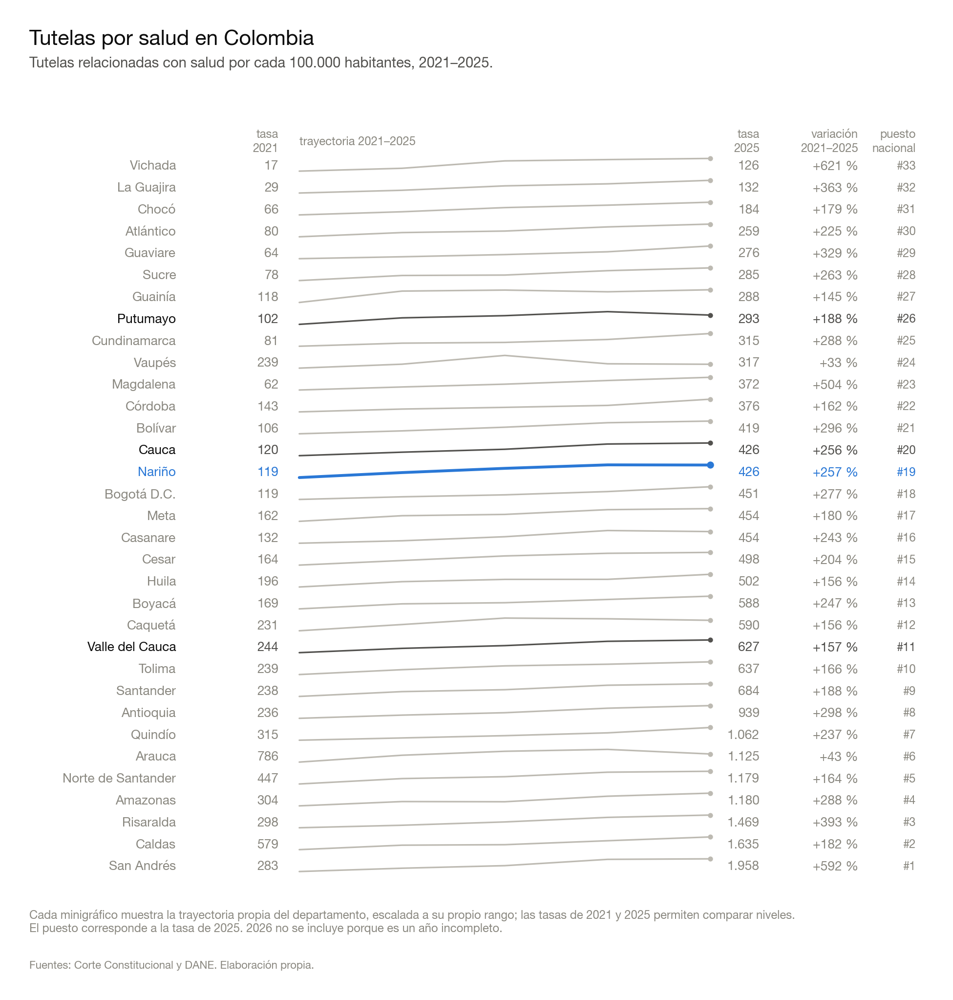 Tutelas por salud en Colombia
Tutelas relacionadas con salud por cada 100.000 habitantes, 2021–2025.
tasa 2021 trayectoria 2021–2025 tasa 2025 variación 2021–2025 puesto nacional
Vichada 17 126 +621 % #33
La Guajira 29 132 +363 % #32
Chocó 66 184 +179 % #31
Atlántico 80 259 +225 % #30
Guaviare 64 276 +329 % #29
Sucre 78 285 +263 % #28
Guainía 118 288 +145 % #27
Putumayo 102 293 +188 % #26
Cundinamarca 81 315 +288 % #25
Vaupés 239 317 +33 % #24
Magdalena 62 372 +504 % #23
Córdoba 143 376 +162 % #22
Bolívar 106 419 +296 % #21
Cauca 120 426 +256 % #20
Nariño 119 426 +257 % #19
Bogotá D.C. 119 451 +277 % #18
Meta 162 454 +180 % #17
Casanare 132 454 +243 % #16
Cesar 164 498 +204 % #15
Huila 196 502 +156 % #14
Boyacá 169 588 +247 % #13
Caquetá 231 590 +156 % #12
Valle del Cauca 244 627 +157 % #11
Tolima 239 637 +166 % #10
Santander 238 684 +188 % #9
Antioquia 236 939 +298 % #8
Quindío 315 1.062 +237 % #7
Arauca 786 1.125 +43 % #6
Norte de Santander 447 1.179 +164 % #5
Amazonas 304 1.180 +288 % #4
Risaralda 298 1.469 +393 % #3
Caldas 579 1.635 +182 % #2
San Andrés 283 1.958 +592 % #1
Cada minigráfico muestra la trayectoria propia del departamento, escalada a su propio rango; las tasas de 2021 y 2025 permiten comparar niveles.
El puesto corresponde a la tasa de 2025. 2026 no se incluye porque es un año incompleto.
Fuentes: Corte Constitucional y DANE. Elaboración propia.